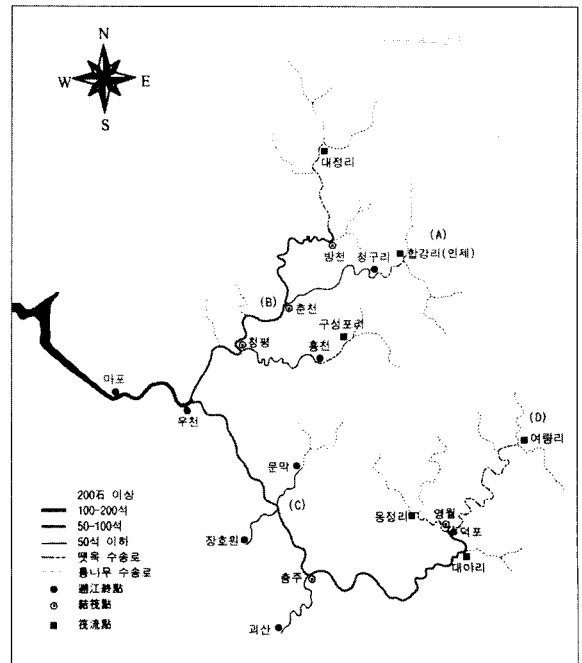 N
W E
S
대정리
방천
청구리
(A)
합강리(인제)
(B)
춘천
구성포리
청평
홍천
마포
우천
(D)
여량리
문막
(C)
옹정리
영월
덕포
장호원
대야리
충주
괴산
200石 이상
100-200석
50-100석
50석 이하
뗏목 수송로
통나무 수송로
遡江終點
結筏點
筏流點